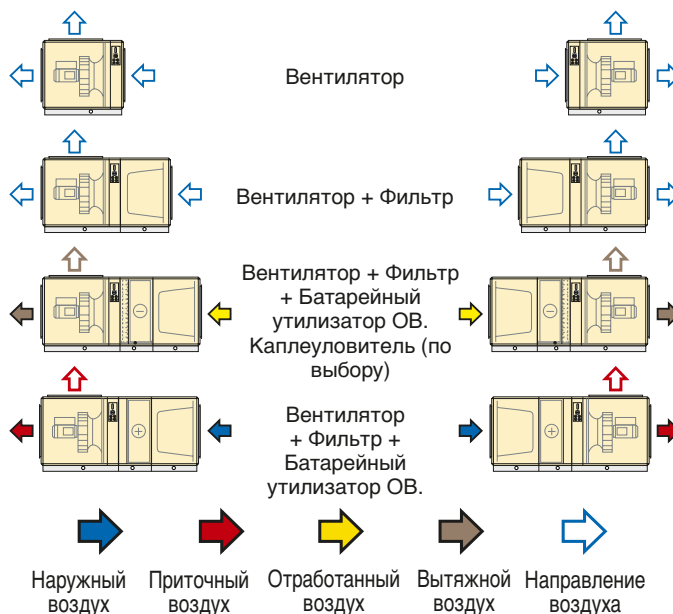 Вентилятор
Вентилятор + Фильтр
Вентилятор + Фильтр
+ Батарейный
утилизатор ОВ.
Каплеуловитель (по
выбору)
Вентилятор
+ Фильтр +
Батарейный
утилизатор ОВ.
Наружный
воздух
Приточный
воздух
Отработанный
воздух
Вытяжной
воздух
Направление
воздуха